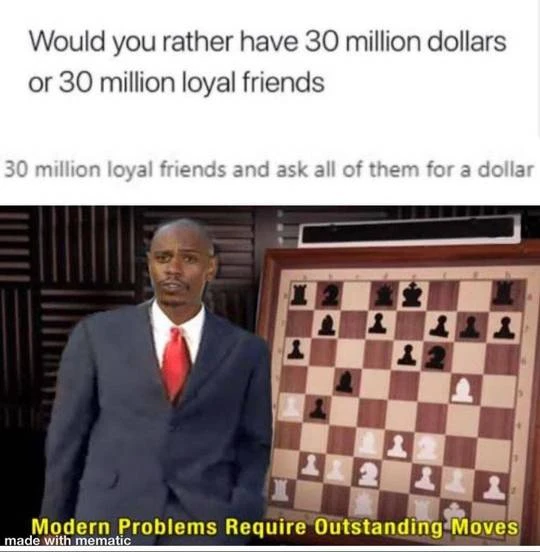 Would you rather have 30 million dollars
or 30 million loyal friends
30 million loyal friends and ask all of them for a dollar
Modern Problems Require Outstanding Moves
made with mematic